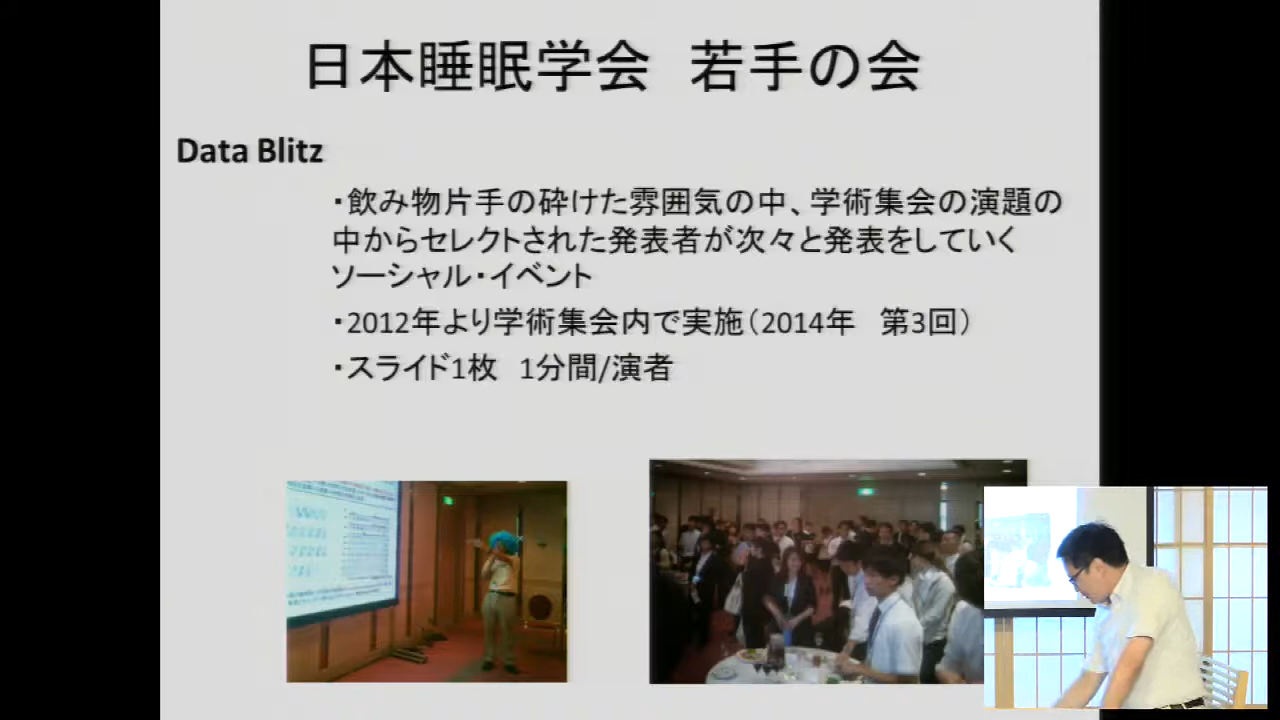 日本睡眠学会　若手の会
Data Blitz
・飲み物片手の砕けた雰囲気の中、学術集会の演題の
中からセレクトされた発表者が次々と発表をしていく
ソーシャル・イベント
・2012年より学術集会内で実施（2014年　第3回）
・スライド1枚　1分間/演者